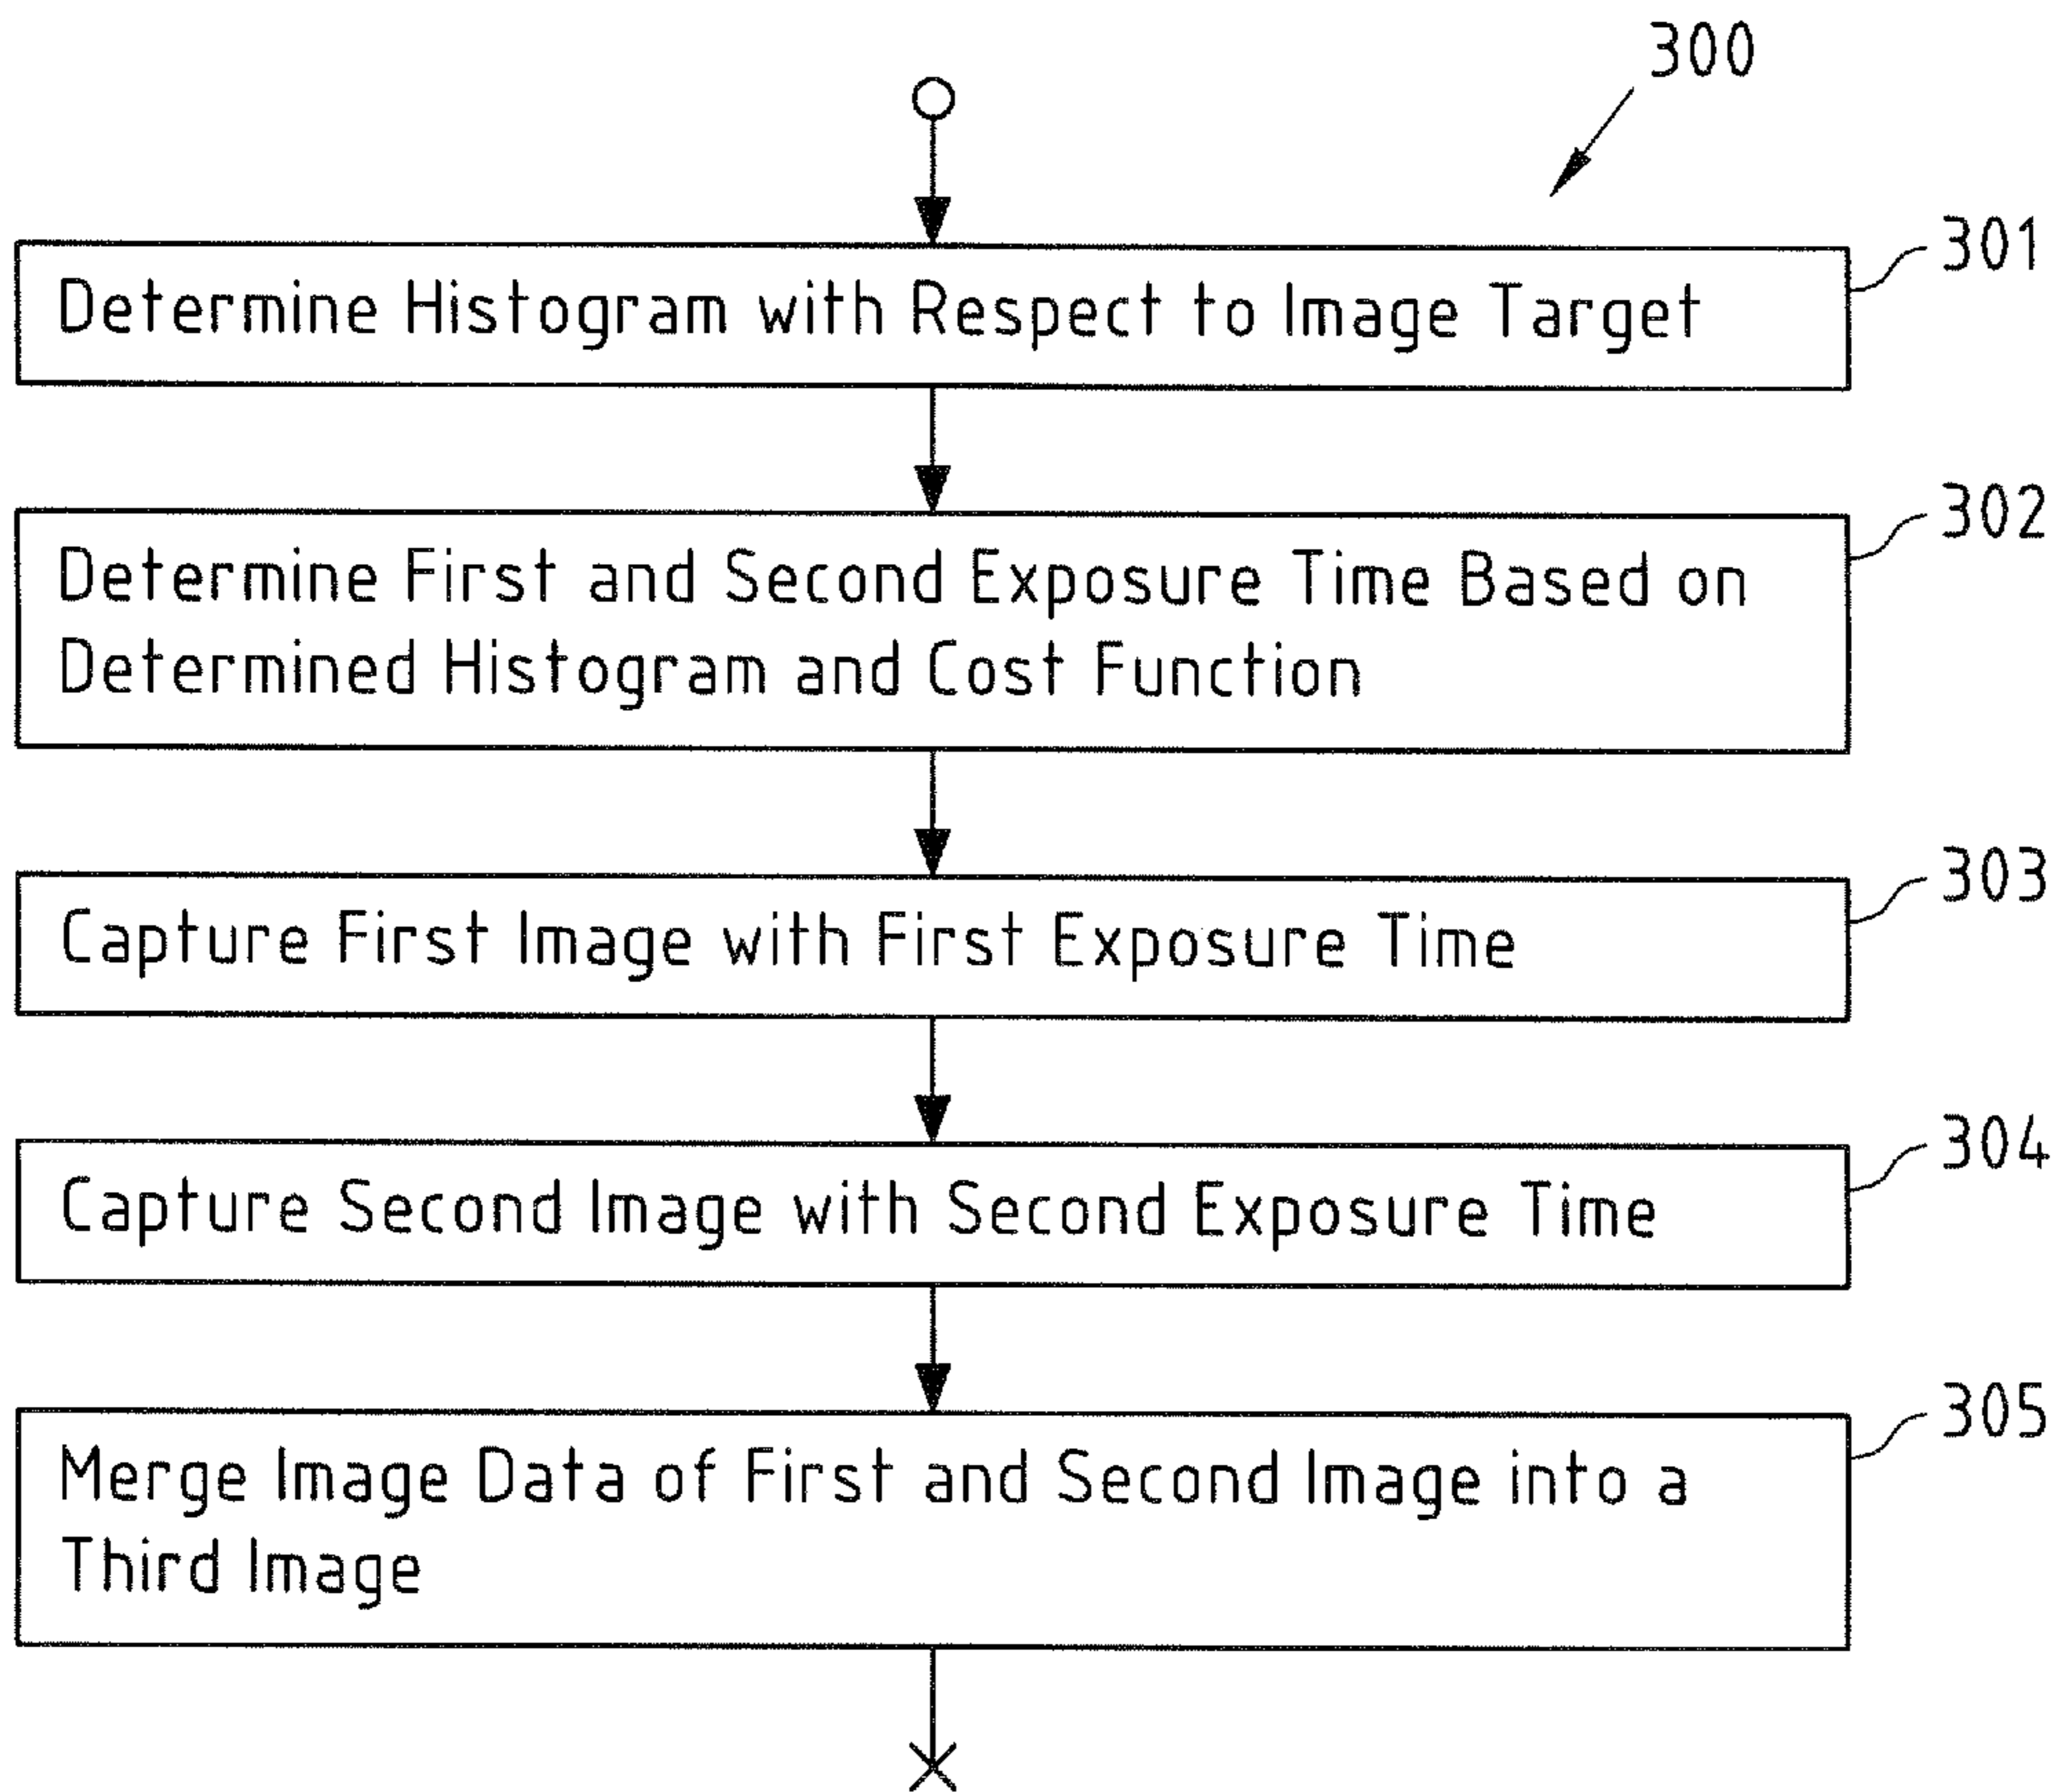 300
301
Determine Histogram with Respect to Image Target
302
Determine First and Second Exposure Time Based on
Determined Histogram and Cost Function
303
Capture First Image with First Exposure Time
304
Capture Second Image with Second Exposure Time
305
Merge Image Data of First and Second Image into a
Third Image